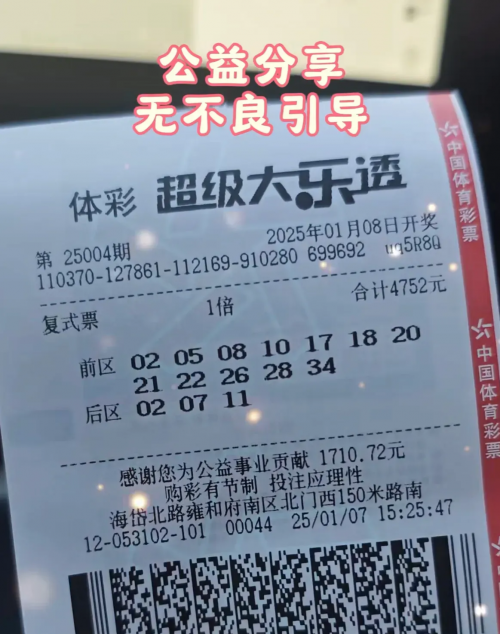 公益分享
无不良引导
体彩 超级大乐透
第 25004期 2025年01月08日开奖
110370-127861-112169-910280 699692 uq5R8Q
复式票 1倍 合计4752元
前区 02 05 08 10 17 18 20
21 22 26 28 34
后区 02 07 11
感谢您为公益事业贡献 1710.72元
购彩有节制 投注应理性
海岱北路雍和府南区北门西150米路南
12-053102-101 00044 25/01/07 15:25:47
中国体育彩票
中国体育彩票
中国体